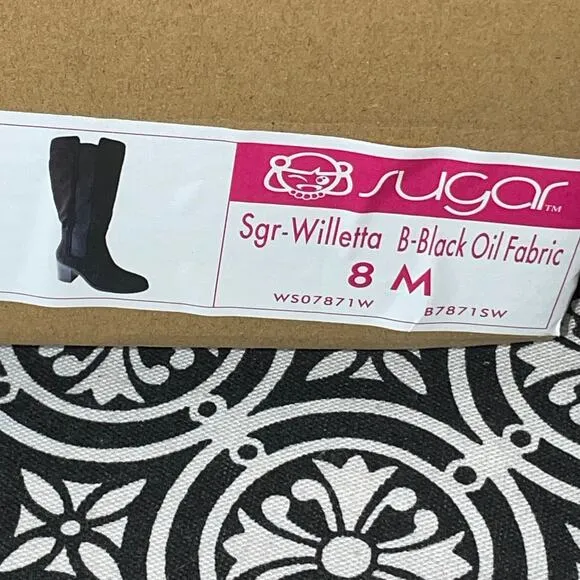 sugar™
Sgr-Willetta B-Black Oil Fabric
8 M
WS07871W B7871SW